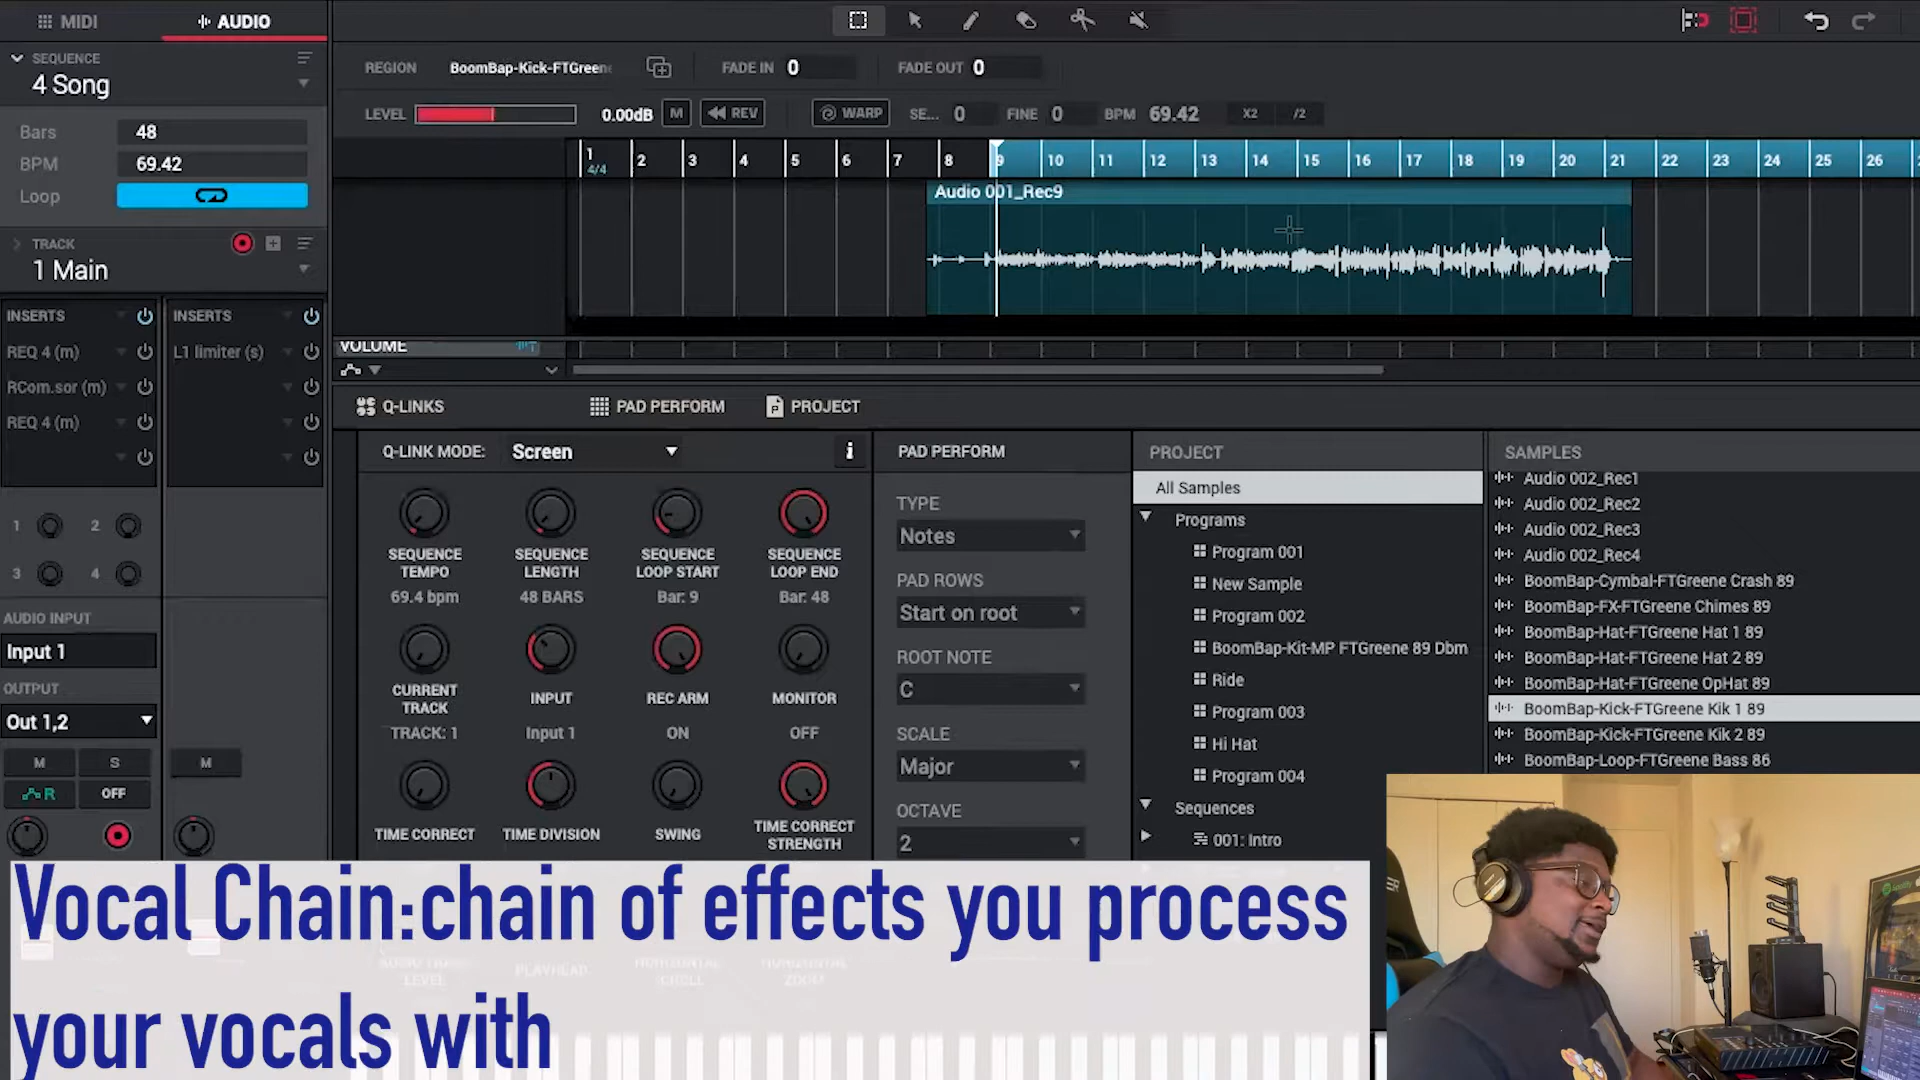 MIDI AUDIO
SEQUENCE
4 Song
Bars 48
BPM 69.42
Loop
TRACK
1 Main
INSERTS INSERTS
REQ 4 (m) L1 limiter (s)
RCom.sor (m)
REQ 4 (m)
1 2
3 4
AUDIO INPUT
Input 1
OUTPUT
Out 1,2
M S M
R OFF
REGION BoomBap-Kick-FTGreene FADE IN 0 FADE OUT 0
LEVEL 0.00dB M REV WARP SE... 0 FINE 0 BPM 69.42 X2 /2
1 2 3 4 5 6 7 8 9 10 11 12 13 14 15 16 17 18 19 20 21 22 23 24 25 26
4/4
Audio 001_Rec9
VOLUME
Q-LINKS PAD PERFORM PROJECT
Q-LINK MODE: Screen i
SEQUENCE TEMPO SEQUENCE LENGTH SEQUENCE LOOP START SEQUENCE LOOP END
69.4 bpm 48 BARS Bar: 9 Bar: 48
CURRENT TRACK INPUT REC ARM MONITOR
TRACK: 1 Input 1 ON OFF
TIME CORRECT TIME DIVISION SWING TIME CORRECT STRENGTH
PLAYHEAD HORIZONTAL SCROLL HORIZONTAL ZOOM
LEVEL
PAD PERFORM
TYPE
Notes
PAD ROWS
Start on root
ROOT NOTE
C
SCALE
Major
OCTAVE
2
PROJECT
All Samples
Programs
Program 001
New Sample
Program 002
BoomBap-Kit-MP FTGreene 89 Dbm
Ride
Program 003
Hi Hat
Program 004
Sequences
001: Intro
SAMPLES
Audio 002_Rec1
Audio 002_Rec2
Audio 002_Rec3
Audio 002_Rec4
BoomBap-Cymbal-FTGreene Crash 89
BoomBap-FX-FTGreene Chimes 89
BoomBap-Hat-FTGreene Hat 1 89
BoomBap-Hat-FTGreene Hat 2 89
BoomBap-Hat-FTGreene OpHat 89
BoomBap-Kick-FTGreene Kik 1 89
BoomBap-Kick-FTGreene Kik 2 89
BoomBap-Loop-FTGreene Bass 86
Vocal Chain:chain of effects you process
your vocals with